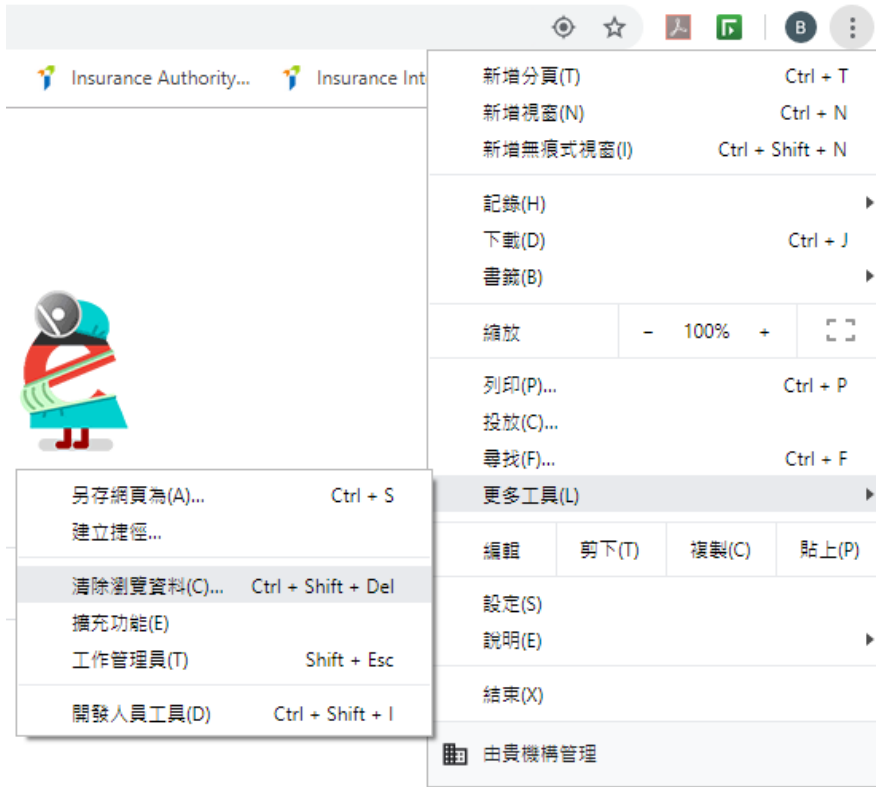 B
Insurance Authority...
Insurance Int
新增分頁(T) Ctrl + T
新增視窗(N) Ctrl + N
新增無痕式視窗(I) Ctrl + Shift + N
記錄(H)
下載(D) Ctrl + J
書籤(B)
縮放 - 100% +
列印(P)... Ctrl + P
投放(C)...
尋找(F)... Ctrl + F
更多工具(L)
編輯 剪下(T) 複製(C) 貼上(P)
設定(S)
說明(E)
結束(X)
由貴機構管理
另存網頁為(A)... Ctrl + S
建立捷徑...
清除瀏覽資料(C)... Ctrl + Shift + Del
擴充功能(E)
工作管理員(T) Shift + Esc
開發人員工具(D) Ctrl + Shift + I